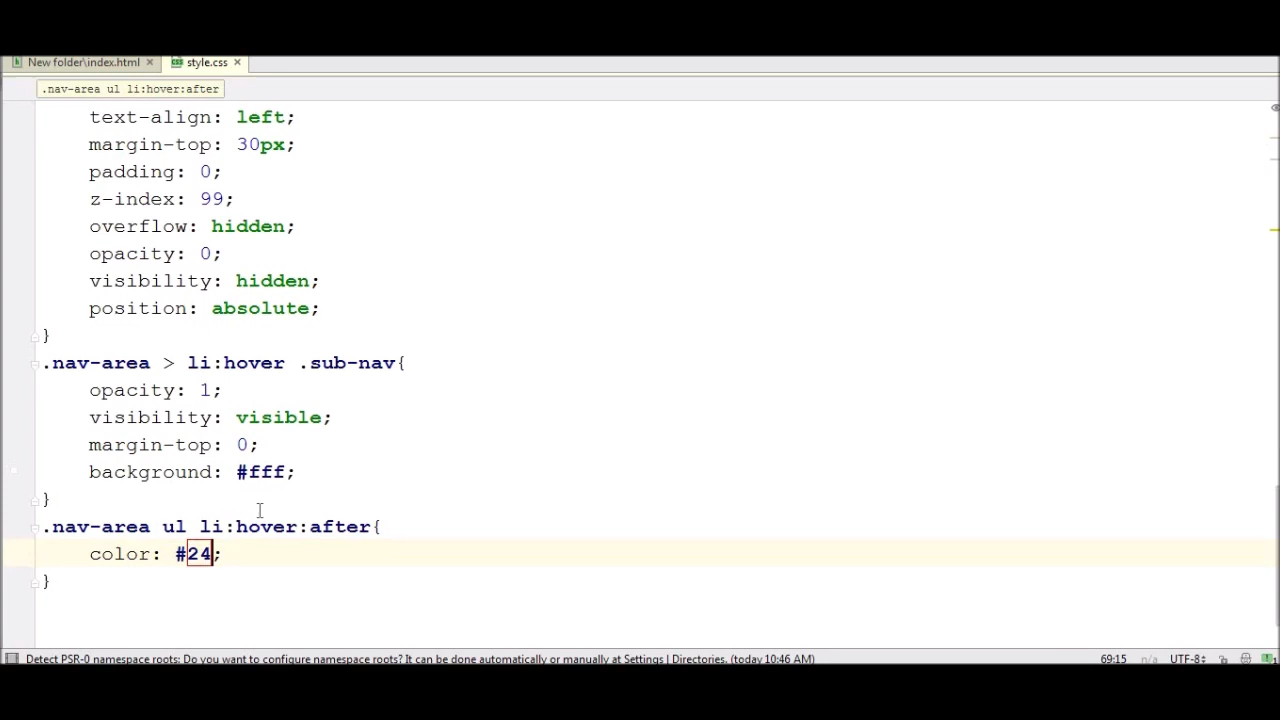 New folder\index.html
style.css
.nav-area ul li:hover:after
text-align: left;
margin-top: 30px;
padding: 0;
z-index: 99;
overflow: hidden;
opacity: 0;
visibility: hidden;
position: absolute;
}
.nav-area > li:hover .sub-nav{
opacity: 1;
visibility: visible;
margin-top: 0;
background: #fff;
}
.nav-area ul li:hover:after{
color: #24;
}
Detect PSR-0 namespace roots: Do you want to configure namespace roots? It can be done automatically or manually at Settings | Directories. (today 10:46 AM) 69:15 n/a UTF-8